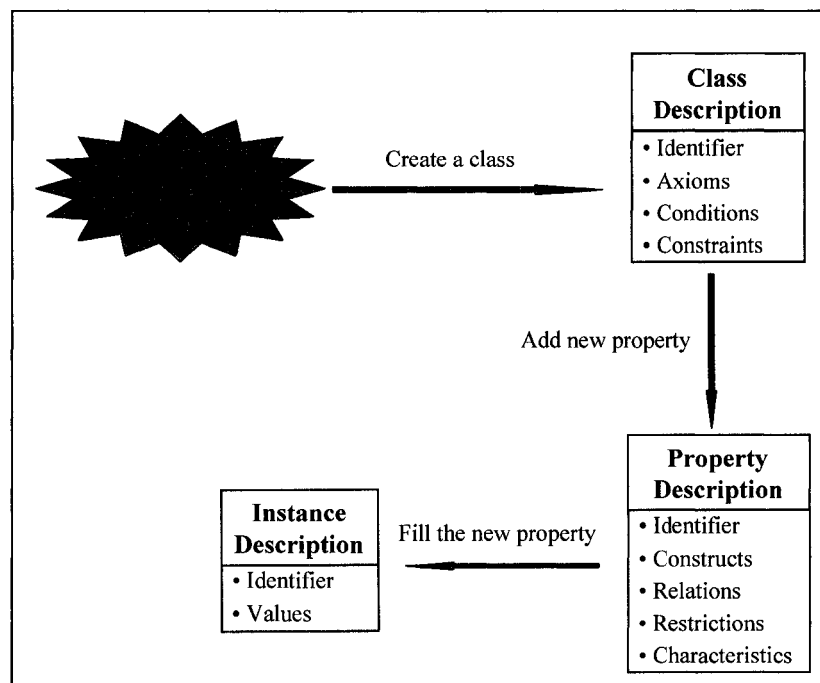 Class
Description
• Identifier
• Axioms
• Conditions
• Constraints
Create a class
Add new property
Property
Description
• Identifier
• Constructs
• Relations
• Restrictions
• Characteristics
Fill the new property
Instance
Description
• Identifier
• Values